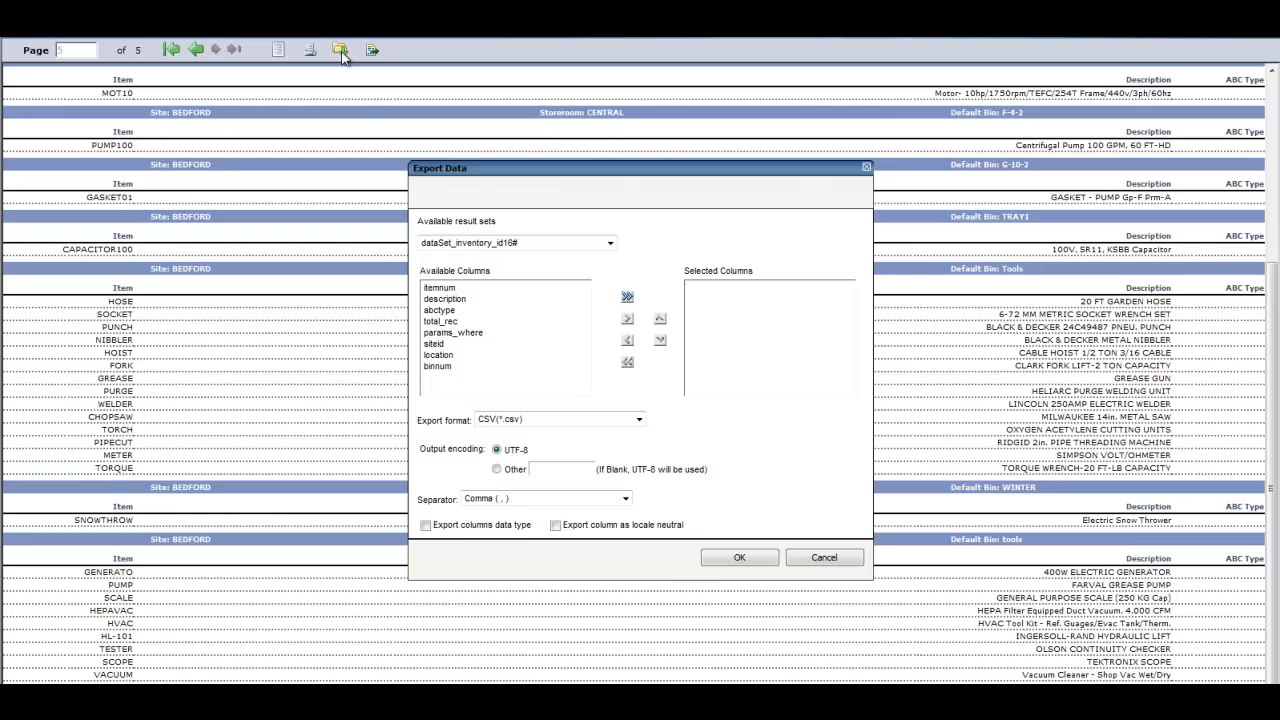 Page 5 of 5
Item Description ABC Type
MOT10 Motor- 10hp/1750rpm/TEFC/254T Frame/440v/3ph/60hz
Site: BEDFORD Storeroom: CENTRAL Default Bin: F-4-2
Item Description ABC Type
PUMP100 Centrifugal Pump 100 GPM, 60 FT-HD
Site: BEDFORD Default Bin: G-10-2
Item Description ABC Type
GASKET01 GASKET - PUMP Gp-F Prm-A
Site: BEDFORD Default Bin: TRAY1
Item Description ABC Type
CAPACITOR100 100V, SR11, KSBB Capacitor
Site: BEDFORD Default Bin: Tools
Item Description ABC Type
HOSE 20 FT GARDEN HOSE
SOCKET 6-72 MM METRIC SOCKET WRENCH SET
PUNCH BLACK & DECKER 24C49487 PNEU. PUNCH
NIBBLER BLACK & DECKER METAL NIBBLER
HOIST CABLE HOIST 1/2 TON 3/16 CABLE
FORK CLARK FORK LIFT-2 TON CAPACITY
GREASE GREASE GUN
PURGE HELIARC PURGE WELDING UNIT
WELDER LINCOLN 250AMP ELECTRIC WELDER
CHOPSAW MILWAUKEE 14in. METAL SAW
TORCH OXYGEN ACETYLENE CUTTING UNITS
PIPECUT RIDGID 2in. PIPE THREADING MACHINE
METER SIMPSON VOLT/OHMETER
TORQUE TORQUE WRENCH-20 FT-LB CAPACITY
Site: BEDFORD Default Bin: WINTER
Item Description ABC Type
SNOWTHROW Electric Snow Thrower
Site: BEDFORD Default Bin: tools
Item Description ABC Type
GENERATO 400W ELECTRIC GENERATOR
PUMP FARVAL GREASE PUMP
SCALE GENERAL PURPOSE SCALE (250 KG Cap)
HEPAVAC HEPA Filter Equipped Duct Vacuum. 4,000 CFM
HVAC HVAC Tool Kit - Ref. Guages/Evac Tank/Therm.
HL-101 INGERSOLL-RAND HYDRAULIC LIFT
TESTER OLSON CONTINUITY CHECKER
SCOPE TEKTRONIX SCOPE
VACUUM Vacuum Cleaner - Shop Vac Wet/Dry
Export Data
Available result sets
dataSet_inventory_id16#
Available Columns Selected Columns
itemnum
description
abctype
total_rec
params_where
siteid
location
binnum
Export format: CSV(*.csv)
Output encoding: UTF-8
Other (If Blank, UTF-8 will be used)
Separator: Comma ( , )
Export columns data type Export column as locale neutral
OK Cancel